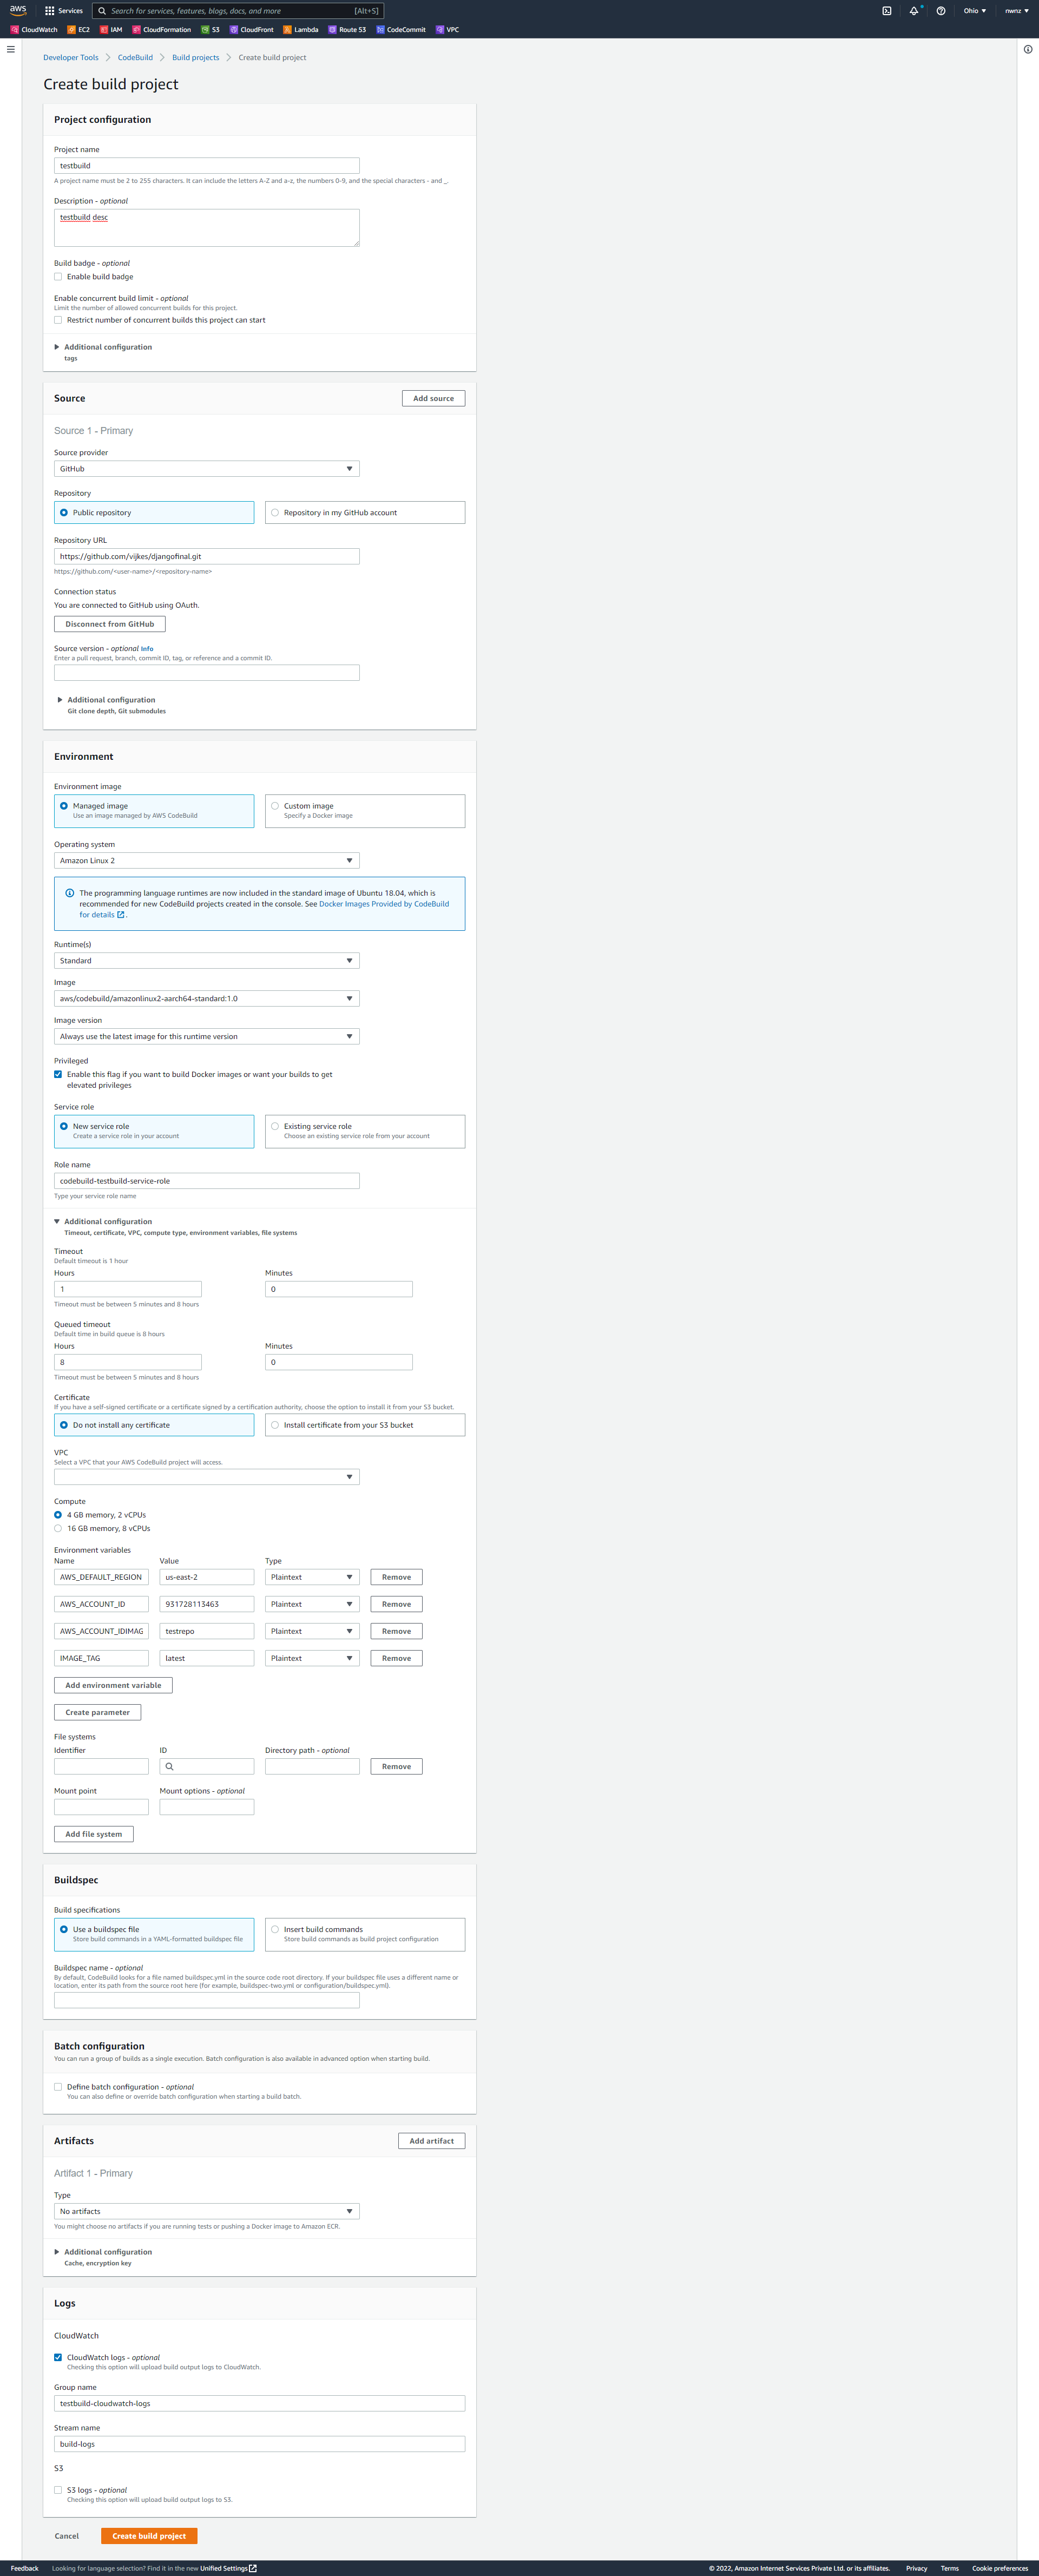 aws
Services
Search for services, features, blogs, docs, and more
[Alt+S]
Ohio
nwnz
CloudWatch EC2 IAM CloudFormation S3 CloudFront Lambda Route 53 CodeCommit VPC
Developer Tools > CodeBuild > Build projects > Create build project
Create build project
Project configuration
Project name
testbuild
A project name must be 2 to 255 characters. It can include the letters A-Z and a-z, the numbers 0-9, and the special characters - and _.
Description - optional
testbuild desc
Build badge - optional
Enable build badge
Enable concurrent build limit - optional
Limit the number of allowed concurrent builds for this project.
Restrict number of concurrent builds this project can start
Additional configuration
tags
Source
Add source
Source 1 - Primary
Source provider
GitHub
Repository
Public repository
Repository in my GitHub account
Repository URL
https://github.com/vijkes/djangofinal.git
https://github.com/<user-name>/<repository-name>
Connection status
You are connected to GitHub using OAuth.
Disconnect from GitHub
Source version - optional Info
Enter a pull request, branch, commit ID, tag, or reference and a commit ID.
Additional configuration
Git clone depth, Git submodules
Environment
Environment image
Managed image
Use an image managed by AWS CodeBuild
Custom image
Specify a Docker image
Operating system
Amazon Linux 2
The programming language runtimes are now included in the standard image of Ubuntu 18.04, which is
recommended for new CodeBuild projects created in the console. See Docker Images Provided by CodeBuild
for details .
Runtime(s)
Standard
Image
aws/codebuild/amazonlinux2-aarch64-standard:1.0
Image version
Always use the latest image for this runtime version
Privileged
Enable this flag if you want to build Docker images or want your builds to get
elevated privileges
Service role
New service role
Create a service role in your account
Existing service role
Choose an existing service role from your account
Role name
codebuild-testbuild-service-role
Type your service role name
Additional configuration
Timeout, certificate, VPC, compute type, environment variables, file systems
Timeout
Default timeout is 1 hour
Hours Minutes
1 0
Timeout must be between 5 minutes and 8 hours
Queued timeout
Default time in build queue is 8 hours
Hours Minutes
8 0
Timeout must be between 5 minutes and 8 hours
Certificate
If you have a self-signed certificate or a certificate signed by a certification authority, choose the option to install it from your S3 bucket.
Do not install any certificate
Install certificate from your S3 bucket
VPC
Select a VPC that your AWS CodeBuild project will access.
Compute
4 GB memory, 2 vCPUs
16 GB memory, 8 vCPUs
Environment variables
Name Value Type
AWS_DEFAULT_REGION us-east-2 Plaintext Remove
AWS_ACCOUNT_ID 931728113463 Plaintext Remove
AWS_ACCOUNT_IDIMAG testrepo Plaintext Remove
IMAGE_TAG latest Plaintext Remove
Add environment variable
Create parameter
File systems
Identifier ID Directory path - optional
Remove
Mount point Mount options - optional
Add file system
Buildspec
Build specifications
Use a buildspec file
Store build commands in a YAML-formatted buildspec file
Insert build commands
Store build commands as build project configuration
Buildspec name - optional
By default, CodeBuild looks for a file named buildspec.yml in the source code root directory. If your buildspec file uses a different name or
location, enter its path from the source root here (for example, buildspec-two.yml or configuration/buildspec.yml).
Batch configuration
You can run a group of builds as a single execution. Batch configuration is also available in advanced option when starting build.
Define batch configuration - optional
You can also define or override batch configuration when starting a build batch.
Artifacts
Add artifact
Artifact 1 - Primary
Type
No artifacts
You might choose no artifacts if you are running tests or pushing a Docker image to Amazon ECR.
Additional configuration
Cache, encryption key
Logs
CloudWatch
CloudWatch logs - optional
Checking this option will upload build output logs to CloudWatch.
Group name
testbuild-cloudwatch-logs
Stream name
build-logs
S3
S3 logs - optional
Checking this option will upload build output logs to S3.
Cancel
Create build project
Feedback
Looking for language selection? Find it in the new Unified Settings
© 2022, Amazon Internet Services Private Ltd. or its affiliates.
Privacy Terms Cookie preferences